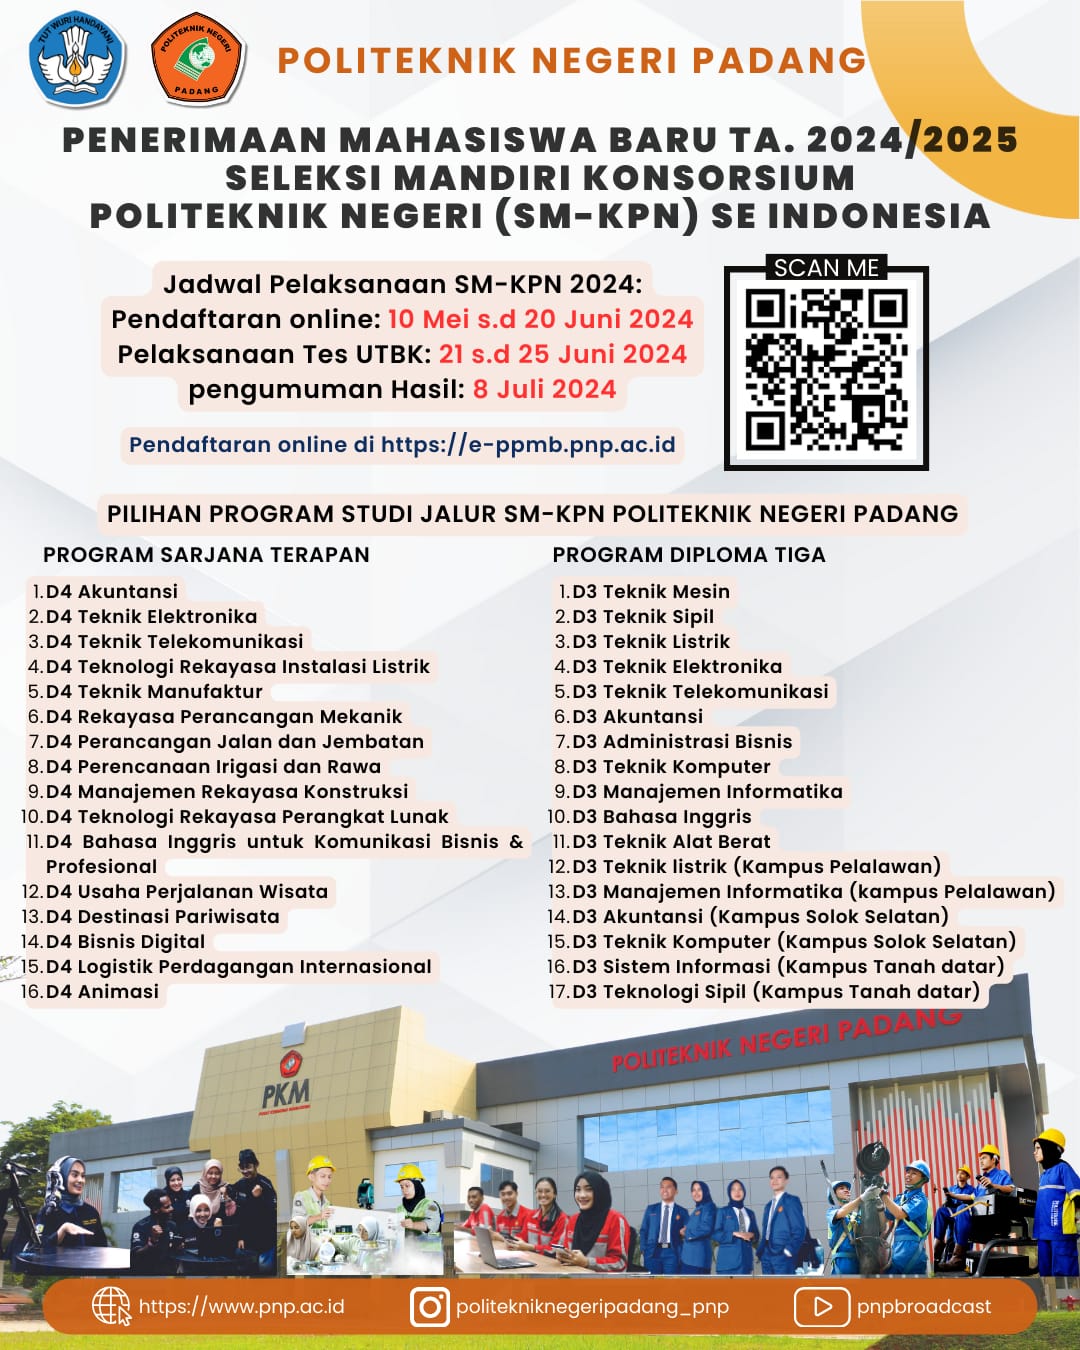 TUT WURI HANDAYANI
POLITEKNIK NEGERI
PADANG
POLITEKNIK NEGERI PADANG
PENERIMAAN MAHASISWA BARU TA. 2024/2025
SELEKSI MANDIRI KONSORSIUM
POLITEKNIK NEGERI (SM-KPN) SE INDONESIA
Jadwal Pelaksanaan SM-KPN 2024:
Pendaftaran online: 10 Mei s.d 20 Juni 2024
Pelaksanaan Tes UTBK: 21 s.d 25 Juni 2024
pengumuman Hasil: 8 Juli 2024
Pendaftaran online di https://e-ppmb.pnp.ac.id
SCAN ME
PILIHAN PROGRAM STUDI JALUR SM-KPN POLITEKNIK NEGERI PADANG
PROGRAM SARJANA TERAPAN
1. D4 Akuntansi
2. D4 Teknik Elektronika
3. D4 Teknik Telekomunikasi
4. D4 Teknologi Rekayasa Instalasi Listrik
5. D4 Teknik Manufaktur
6. D4 Rekayasa Perancangan Mekanik
7. D4 Perancangan Jalan dan Jembatan
8. D4 Perencanaan Irigasi dan Rawa
9. D4 Manajemen Rekayasa Konstruksi
10. D4 Teknologi Rekayasa Perangkat Lunak
11. D4 Bahasa Inggris untuk Komunikasi Bisnis &
Profesional
12. D4 Usaha Perjalanan Wisata
13. D4 Destinasi Pariwisata
14. D4 Bisnis Digital
15. D4 Logistik Perdagangan Internasional
16. D4 Animasi
PROGRAM DIPLOMA TIGA
1. D3 Teknik Mesin
2. D3 Teknik Sipil
3. D3 Teknik Listrik
4. D3 Teknik Elektronika
5. D3 Teknik Telekomunikasi
6. D3 Akuntansi
7. D3 Administrasi Bisnis
8. D3 Teknik Komputer
9. D3 Manajemen Informatika
10. D3 Bahasa Inggris
11. D3 Teknik Alat Berat
12. D3 Teknik listrik (Kampus Pelalawan)
13. D3 Manajemen Informatika (kampus Pelalawan)
14. D3 Akuntansi (Kampus Solok Selatan)
15. D3 Teknik Komputer (Kampus Solok Selatan)
16. D3 Sistem Informasi (Kampus Tanah datar)
17. D3 Teknologi Sipil (Kampus Tanah datar)
POLITEKNIK NEGERI PADANG
PKM
https://www.pnp.ac.id
politekniknegeripadang_pnp
pnpbroadcast